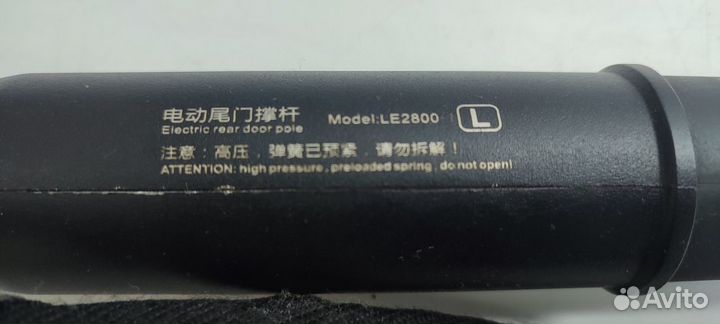 电动尾门撑杆 Model:LE2800 L
Electric rear door pole
注意：高压，弹簧已预紧，请勿拆解！
ATTENTION: high pressure, preloaded spring, do not open!
Avito